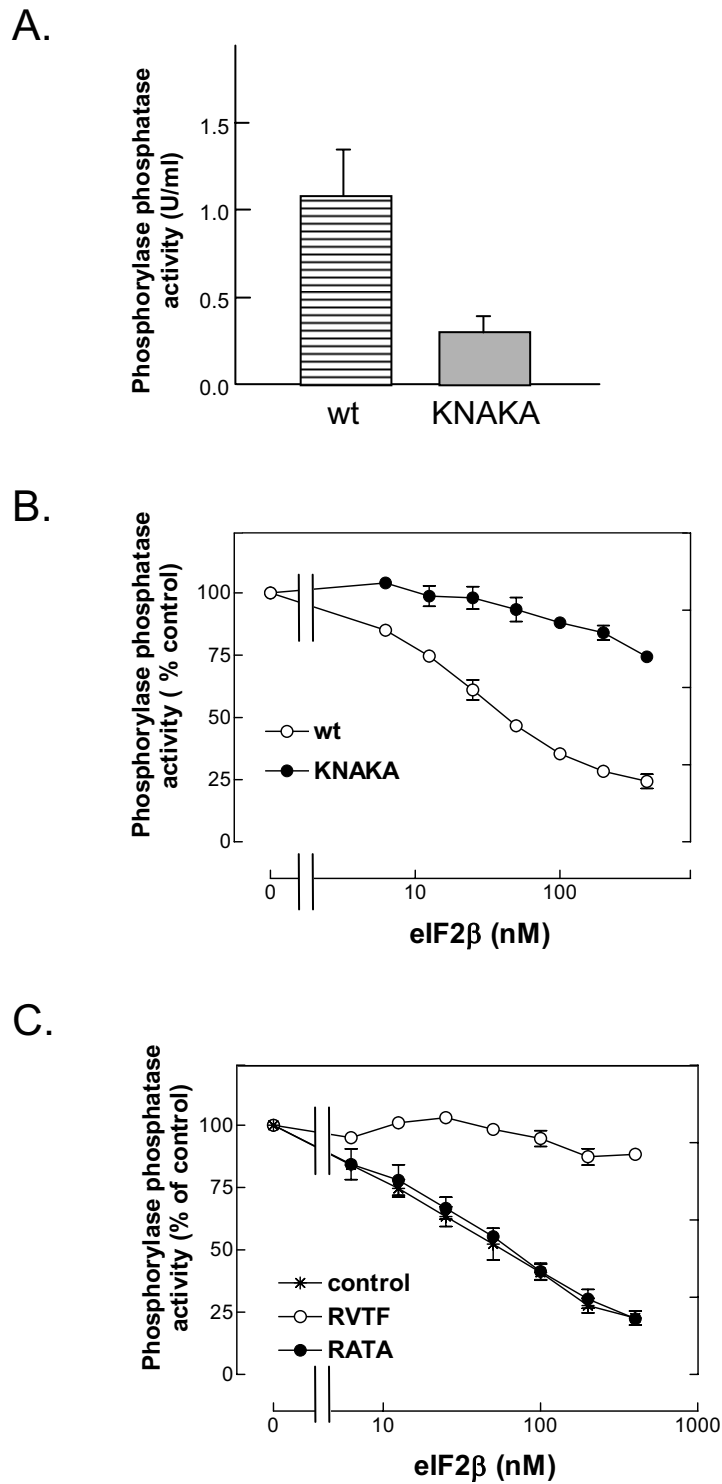 A.
Phosphorylase phosphatase
activity (U/ml)
1.5
1.0
0.5
0.0
wt
KNAKA
B.
Phosphorylase phosphatase
activity ( % control)
100
75
50
25
0
wt
KNAKA
0
10
100
eIF2β (nM)
C.
Phosphorylase phosphatase
activity (% of control)
100
75
50
25
0
control
RVTF
RATA
0
10
100
1000
eIF2β (nM)